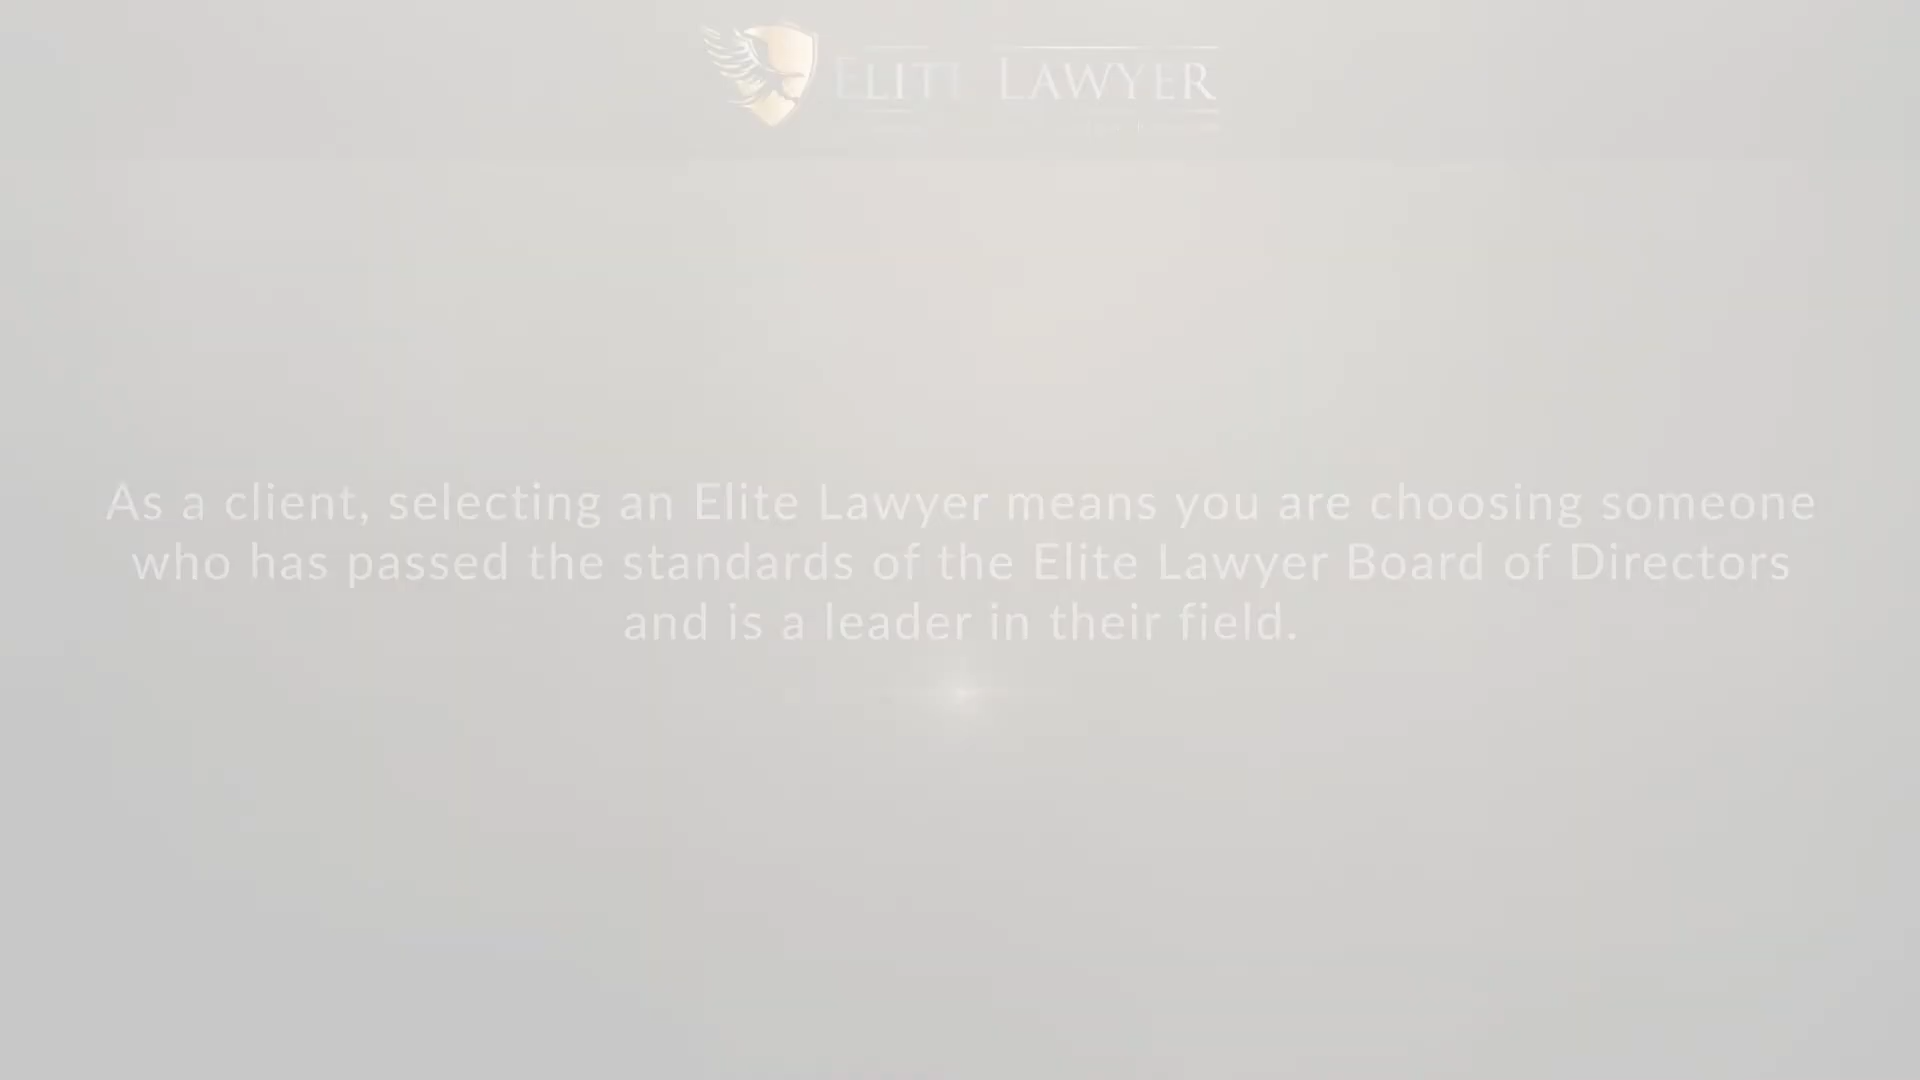 ELITE LAWYER
As a client, selecting an Elite Lawyer means you are choosing someone
who has passed the standards of the Elite Lawyer Board of Directors
and is a leader in their field.